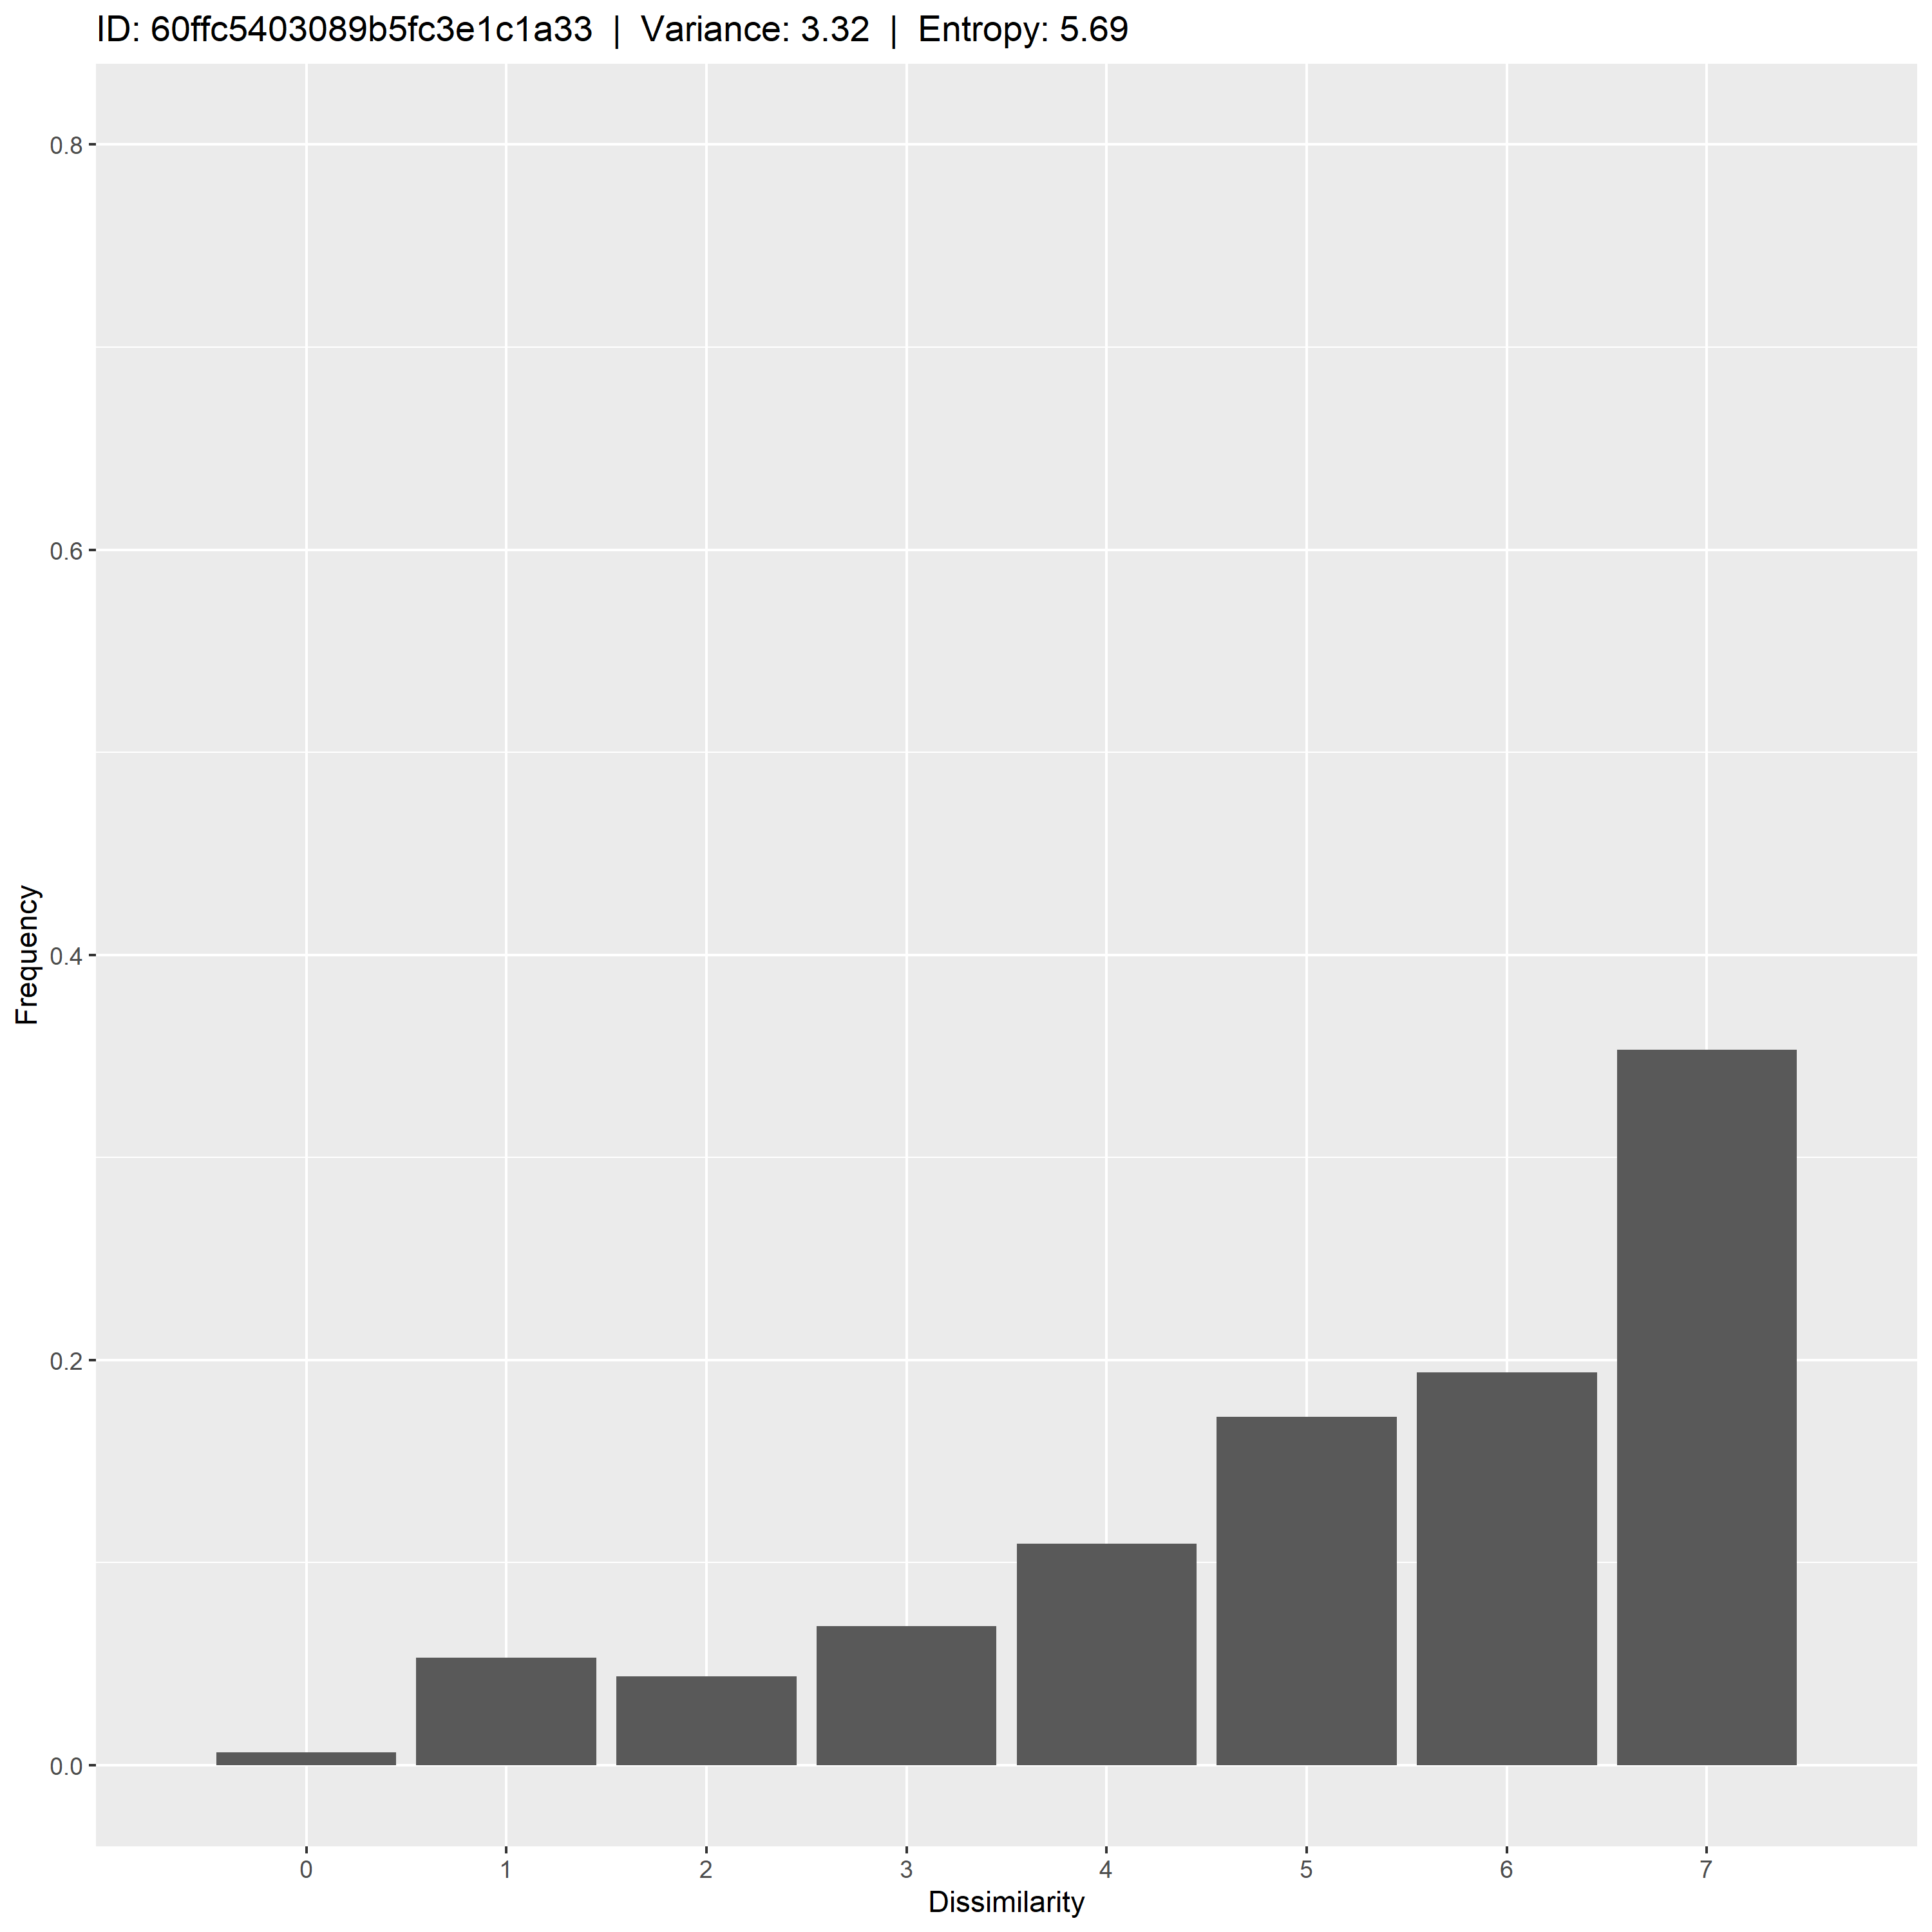 ID: 60ffc5403089b5fc3e1c1a33 | Variance: 3.32 | Entropy: 5.69
0.8
0.6
0.4
0.2
0.0
Frequency
0 1 2 3 4 5 6 7
Dissimilarity